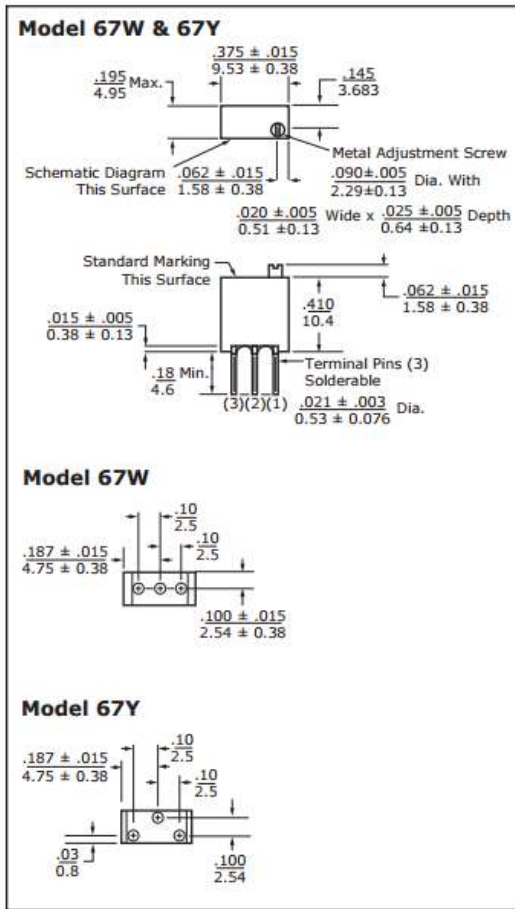 Model 67W & 67Y
.375 ± .015
9.53 ± 0.38
.195 Max.
4.95
.145
3.683
Schematic Diagram
This Surface
.062 ± .015
1.58 ± 0.38
Metal Adjustment Screw
.090±.005 Dia. With
2.29±0.13
.020 ±.005 Wide x .025 ±.005 Depth
0.51 ±0.13 0.64 ±0.13
Standard Marking
This Surface
.062 ± .015
1.58 ± 0.38
.410
10.4
.015 ± .005
0.38 ± 0.13
.18 Min.
4.6
Terminal Pins (3)
Solderable
(3)(2)(1)
.021 ± .003 Dia.
0.53 ± 0.076
Model 67W
.10
2.5
.10
2.5
.187 ± .015
4.75 ± 0.38
.100 ± .015
2.54 ± 0.38
Model 67Y
.10
2.5
.187 ± .015
4.75 ± 0.38
.10
2.5
.03
0.8
.100
2.54